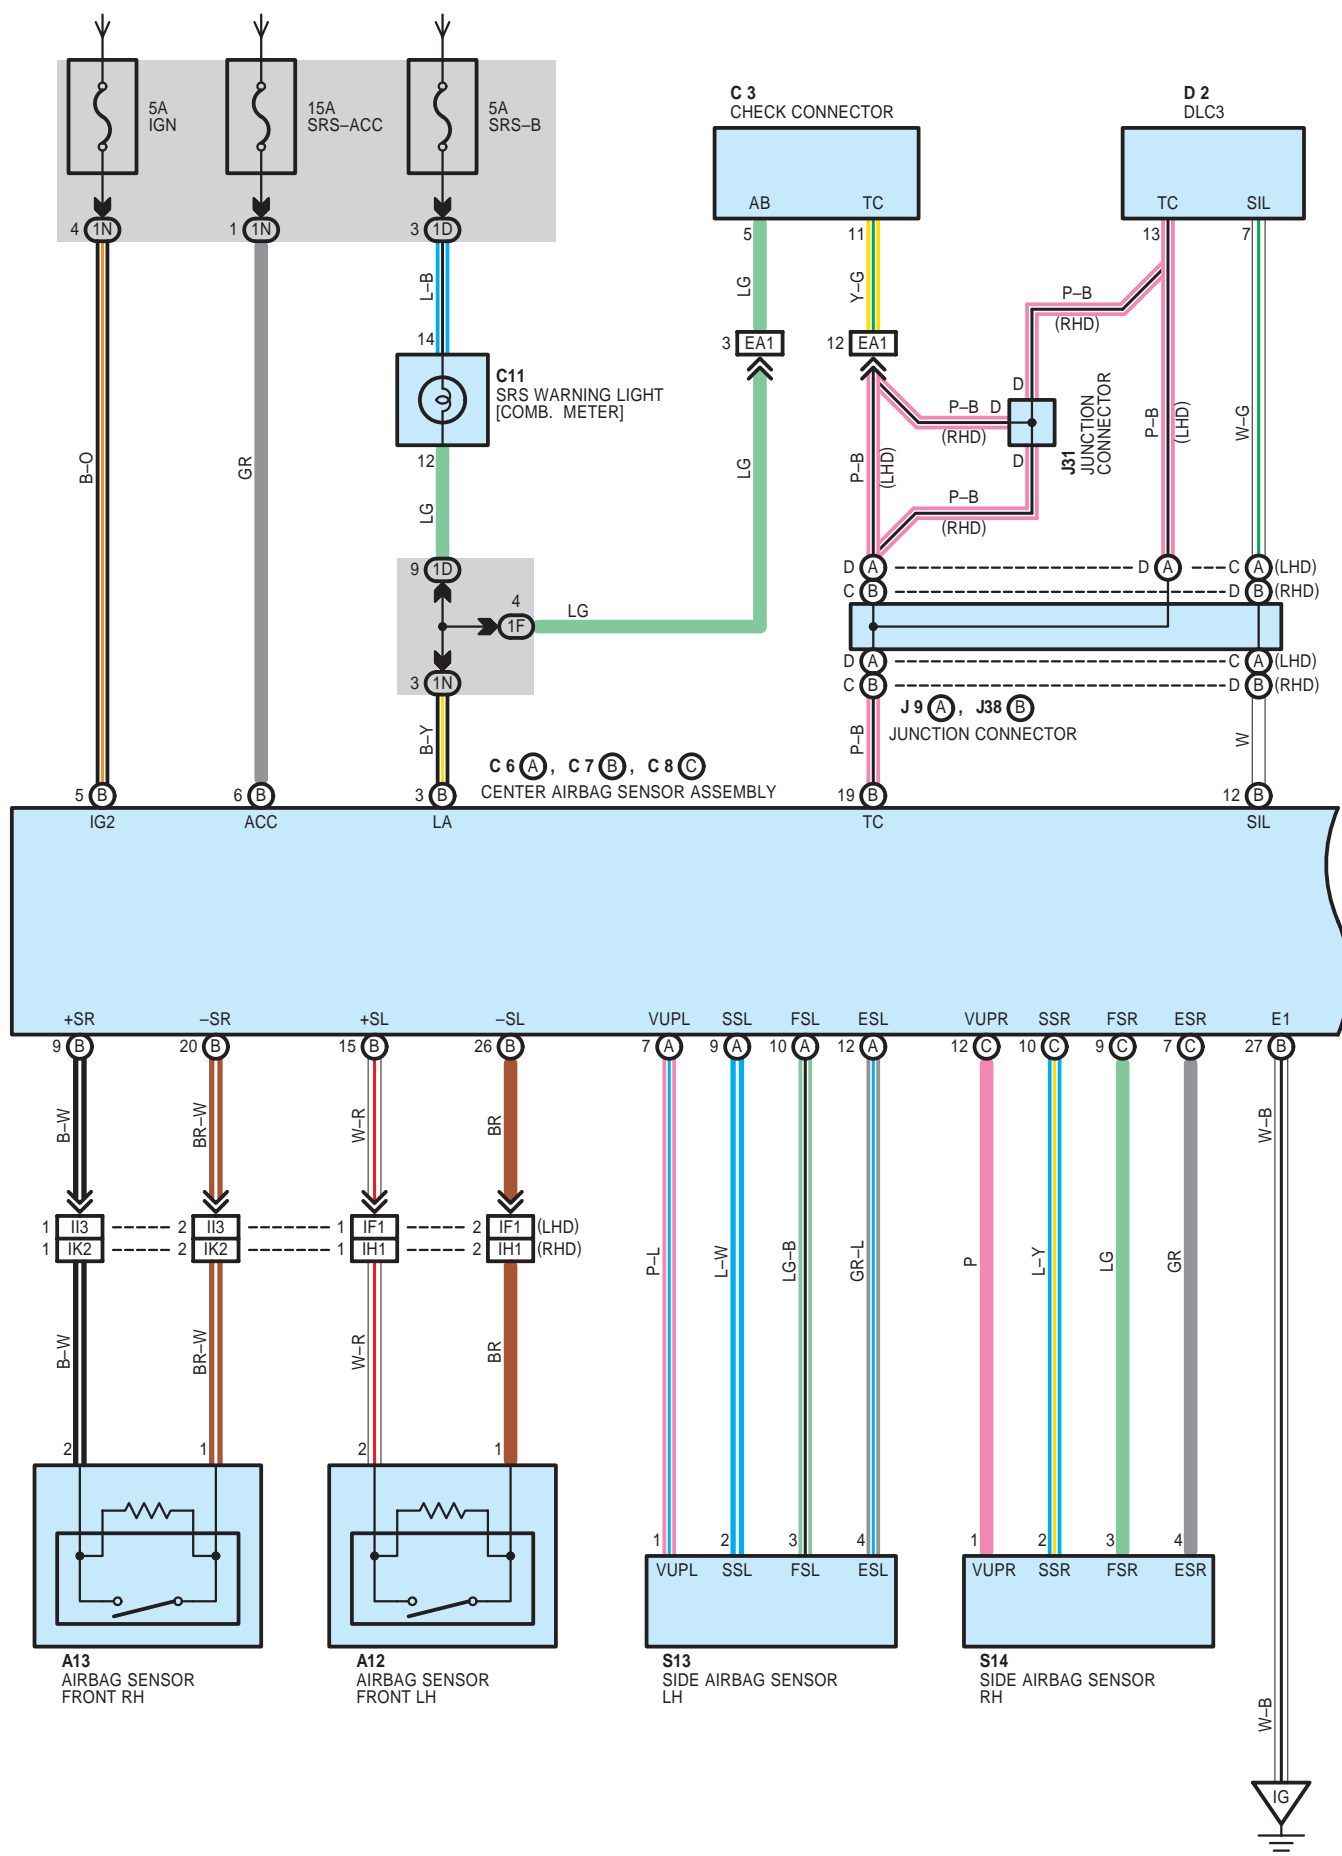 5A
IGN
15A
SRS–ACC
5A
SRS–B
C 3
CHECK CONNECTOR
D 2
DLC3
AB
TC
TC
SIL
4 1N
1 1N
3 1D
5
11
13
7
L–B
LG
Y–G
P–B
(RHD)
14
3 EA1
12 EA1
C11
SRS WARNING LIGHT
[COMB. METER]
D
P–B D
(RHD)
D
J31
JUNCTION
CONNECTOR
P–B
(LHD)
W–G
B–O
GR
12
LG
LG
P–B
(LHD)
P–B
(RHD)
9 1D
4
1F
LG
3 1N
D A D A C A (LHD)
C B D B (RHD)
D A C A (LHD)
C B D B (RHD)
J 9 A , J38 B
JUNCTION CONNECTOR
B–Y
P–B
W
C 6 A , C 7 B , C 8 C
CENTER AIRBAG SENSOR ASSEMBLY
5 B
6 B
3 B
19 B
12 B
IG2
ACC
LA
TC
SIL
+SR
–SR
+SL
–SL
VUPL
SSL
FSL
ESL
VUPR
SSR
FSR
ESR
E1
9 B
20 B
15 B
26 B
7 A
9 A
10 A
12 A
12 C
10 C
9 C
7 C
27 B
B–W
BR–W
W–R
BR
W–B
1 II3 2 II3 1 IF1 2 IF1 (LHD)
1 IK2 2 IK2 1 IH1 2 IH1 (RHD)
P–L
L–W
LG–B
GR–L
P
L–Y
LG
GR
B–W
BR–W
W–R
BR
2
1
2
1
1
2
3
4
1
2
3
4
VUPL
SSL
FSL
ESL
VUPR
SSR
FSR
ESR
A13
AIRBAG SENSOR
FRONT RH
A12
AIRBAG SENSOR
FRONT LH
S13
SIDE AIRBAG SENSOR
LH
S14
SIDE AIRBAG SENSOR
RH
W–B
IG